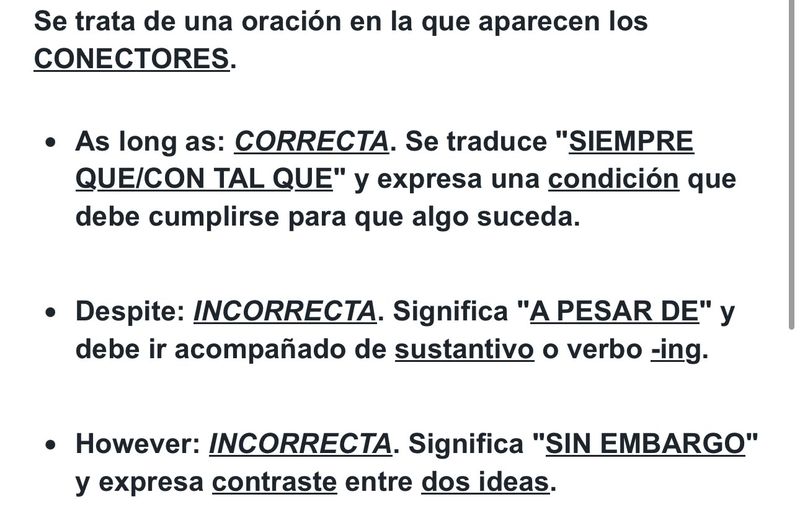 Se trata de una oración en la que aparecen los
CONECTORES.
• As long as: CORRECTA. Se traduce "SIEMPRE
QUE/CON TAL QUE" y expresa una condición que
debe cumplirse para que algo suceda.
• Despite: INCORRECTA. Significa "A PESAR DE" y
debe ir acompañado de sustantivo o verbo -ing.
• However: INCORRECTA. Significa "SIN EMBARGO"
y expresa contraste entre dos ideas.